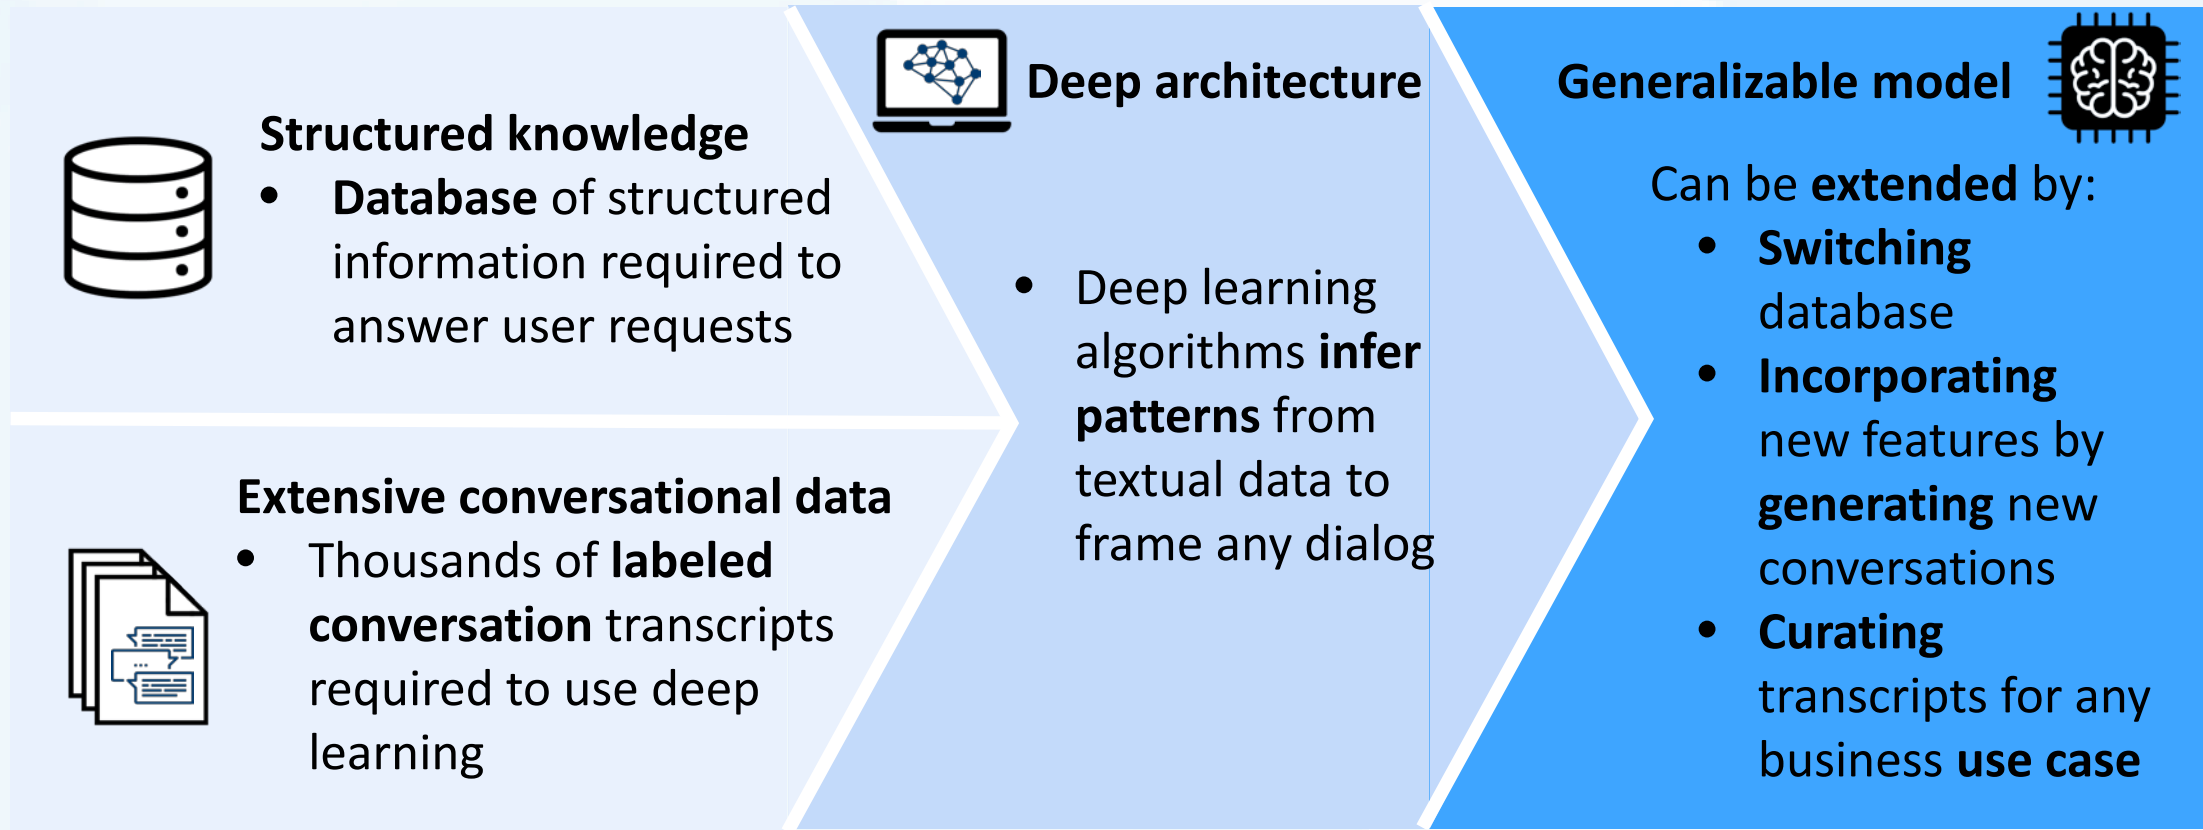 Structured knowledge
• Database of structured
information required to
answer user requests
Extensive conversational data
• Thousands of labeled
conversation transcripts
required to use deep
learning
Deep architecture
• Deep learning
algorithms infer
patterns from
textual data to
frame any dialog
Generalizable model
Can be extended by:
• Switching
database
• Incorporating
new features by
generating new
conversations
• Curating
transcripts for any
business use case